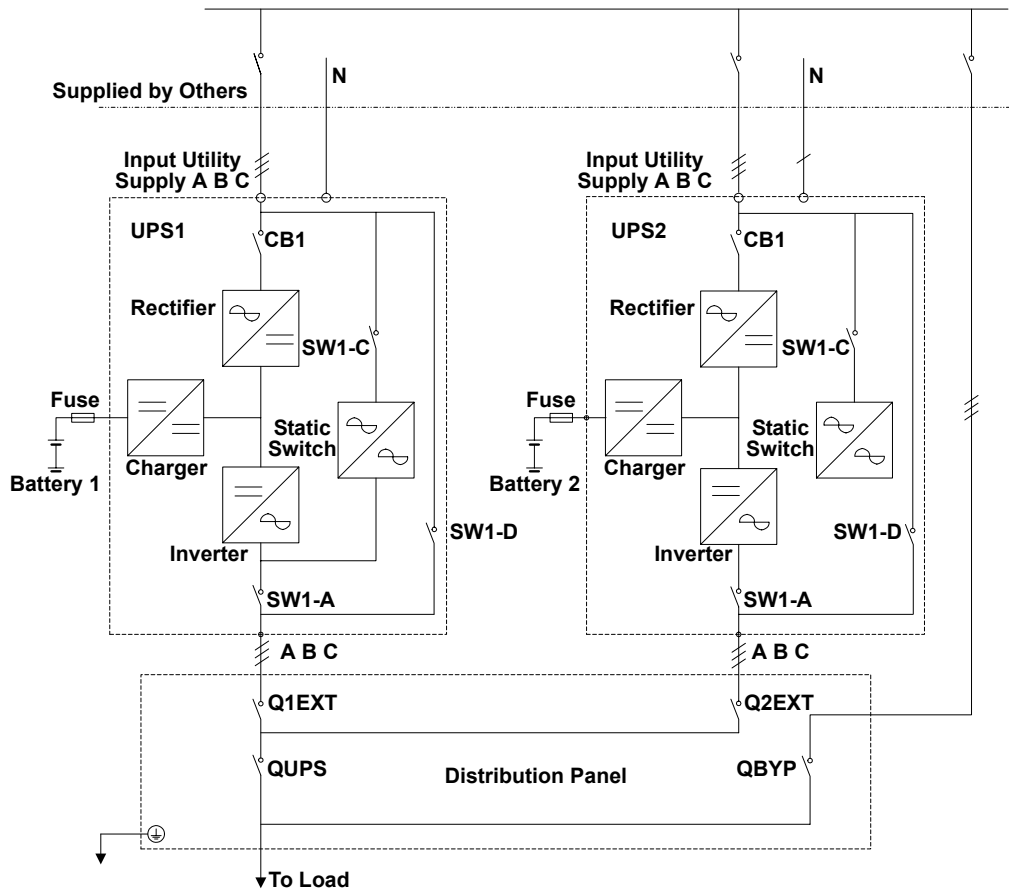 N
N
Supplied by Others
Input Utility
Supply A B C
Input Utility
Supply A B C
UPS1
CB1
UPS2
CB1
Rectifier
Rectifier
SW1-C
SW1-C
Fuse
Fuse
Static
Switch
Static
Switch
Charger
Charger
Battery 1
Battery 2
SW1-D
SW1-D
Inverter
Inverter
SW1-A
SW1-A
A B C
A B C
Q1EXT
Q2EXT
QUPS
Distribution Panel
QBYP
To Load